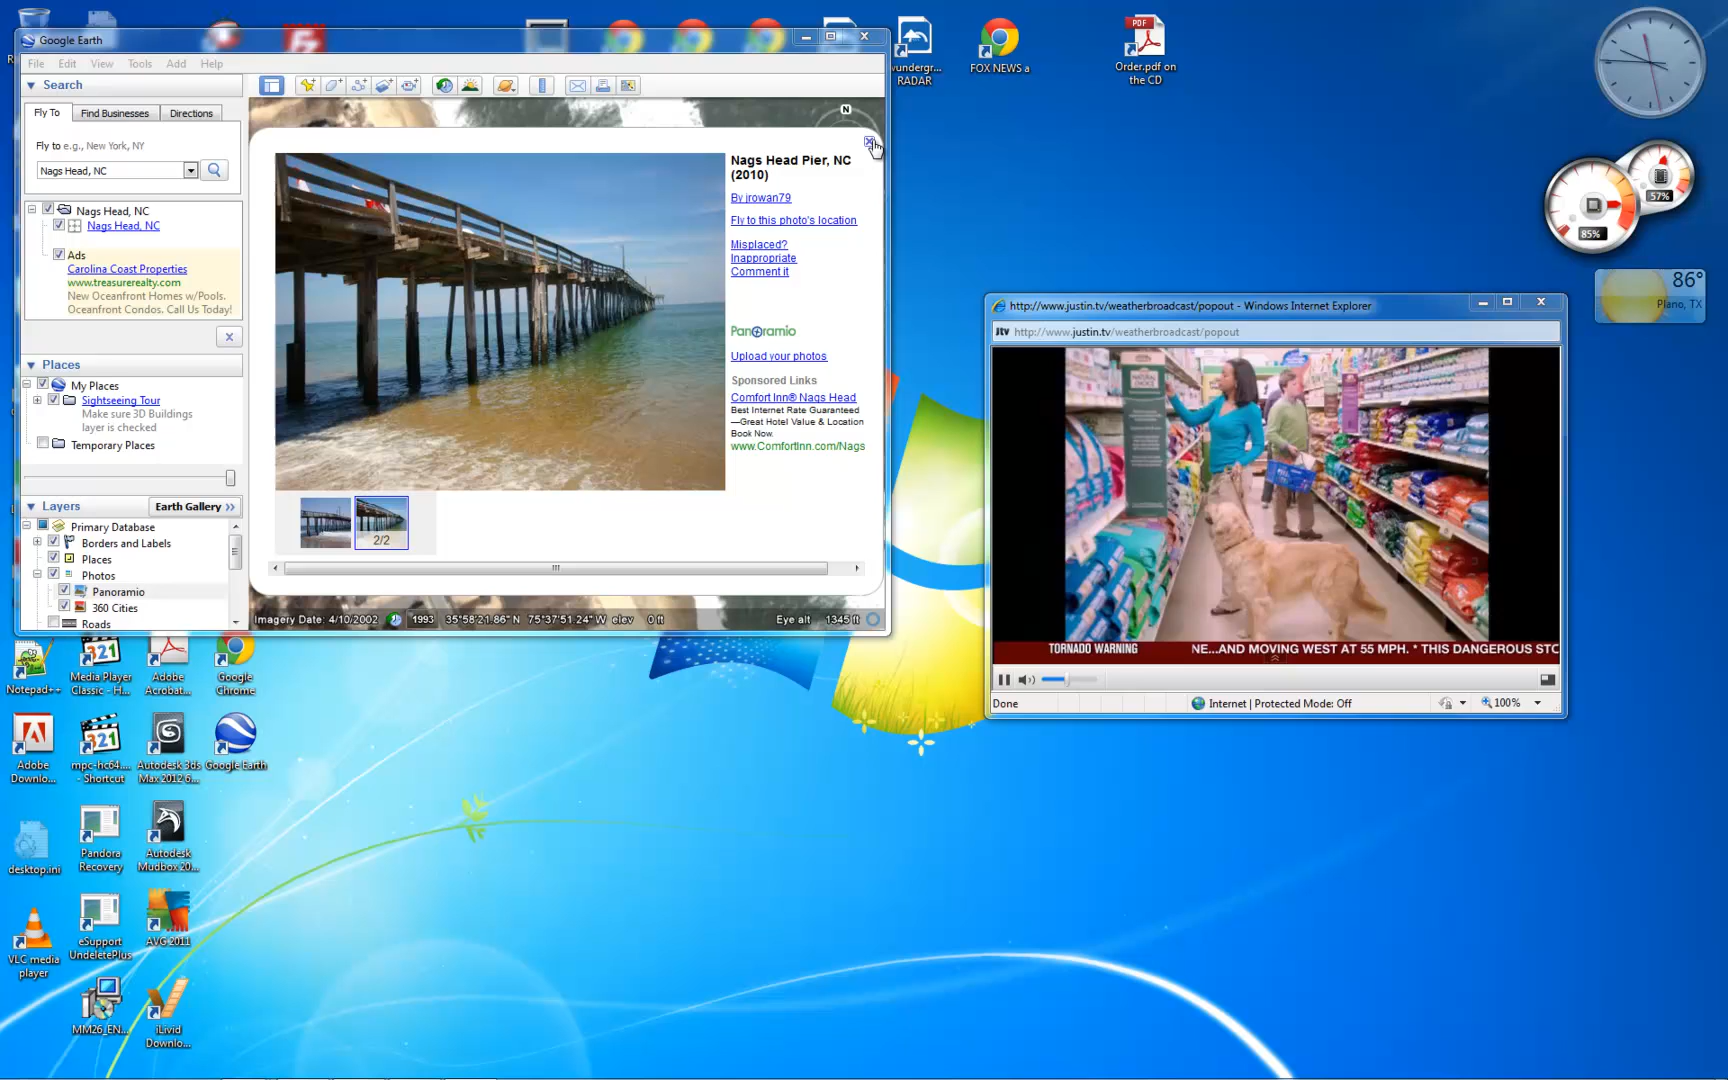 Google Earth
File Edit View Tools Add Help
Search
Fly To Find Businesses Directions
Fly to e.g., New York, NY
Nags Head, NC
Nags Head, NC
Nags Head, NC
Ads
Carolina Coast Properties
www.treasurerealty.com
New Oceanfront Homes w/Pools.
Oceanfront Condos. Call Us Today!
Places
My Places
Sightseeing Tour
Make sure 3D Buildings
layer is checked
Temporary Places
Layers
Earth Gallery >>
Primary Database
Borders and Labels
Places
Photos
Panoramio
360 Cities
Roads
N
Nags Head Pier, NC
(2010)
By jrowan79
Fly to this photo's location
Misplaced?
Inappropriate
Comment it
Panoramio
Upload your photos
Sponsored Links
Comfort Inn® Nags Head
Best Internet Rate Guaranteed
—Great Hotel Value & Location
Book Now.
www.ComfortInn.com/Nags
2/2
Imagery Date: 4/10/2002 1993 35°58'21.86" N 75°37'51.24" W elev 0 ft Eye alt 1345 ft
RADAR
FOX NEWS a
PDF
Order.pdf on
the CD
57%
85%
86°
Plano, TX
http://www.justin.tv/weatherbroadcast/popout - Windows Internet Explorer
jtv http://www.justin.tv/weatherbroadcast/popout
NATURAL
CHOICE
TORNADO WARNING NE...AND MOVING WEST AT 55 MPH. * THIS DANGEROUS STO
Done
Internet | Protected Mode: Off
100%
Notepad++
321
Media Player
Classic - H...
Adobe
Acrobat...
Google
Chrome
Adobe
Downlo...
321
mpc-hc64....
- Shortcut
Autodesk 3ds
Max 2012 6...
Google Earth
desktop.ini
Pandora
Recovery
Autodesk
Mudbox 20...
VLC media
player
eSupport
UndeletePlus
AVG 2011
MM26_EN...
iLivid
Downlo...